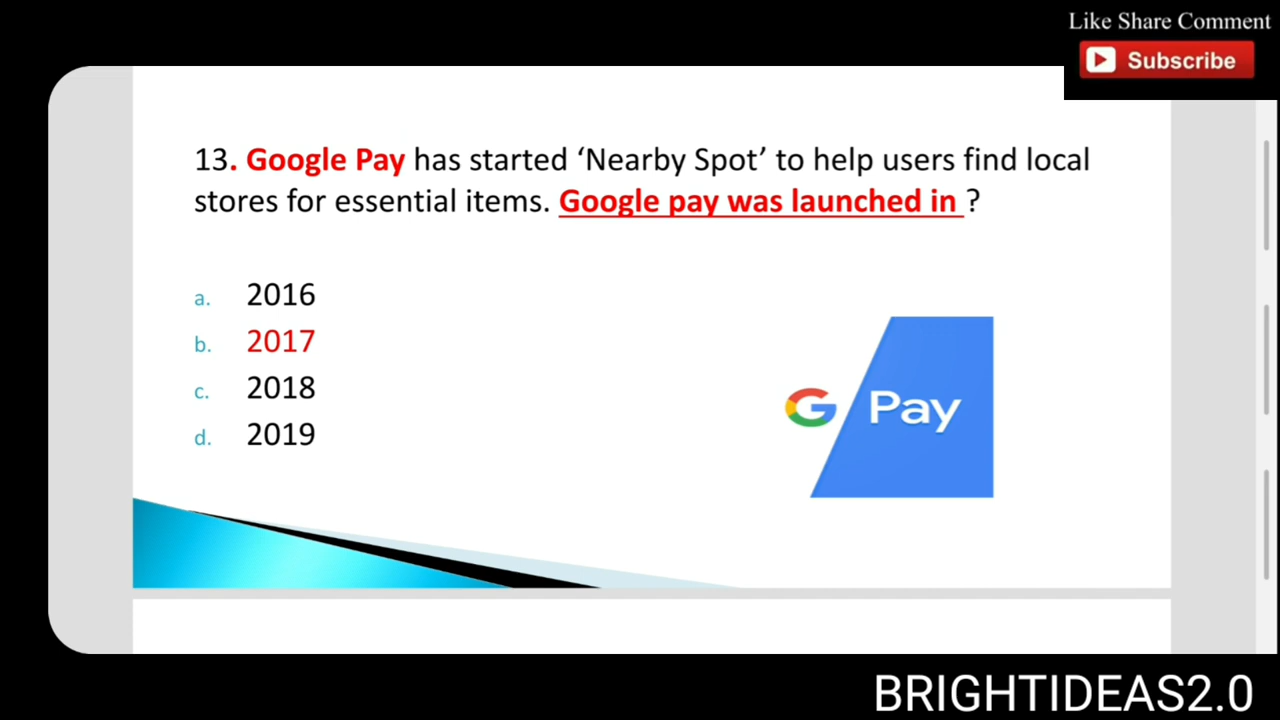 Like Share Comment
Subscribe
13. Google Pay has started ‘Nearby Spot’ to help users find local
stores for essential items. Google pay was launched in ?
a. 2016
b. 2017
c. 2018
d. 2019
G Pay
BRIGHTIDEAS2.0